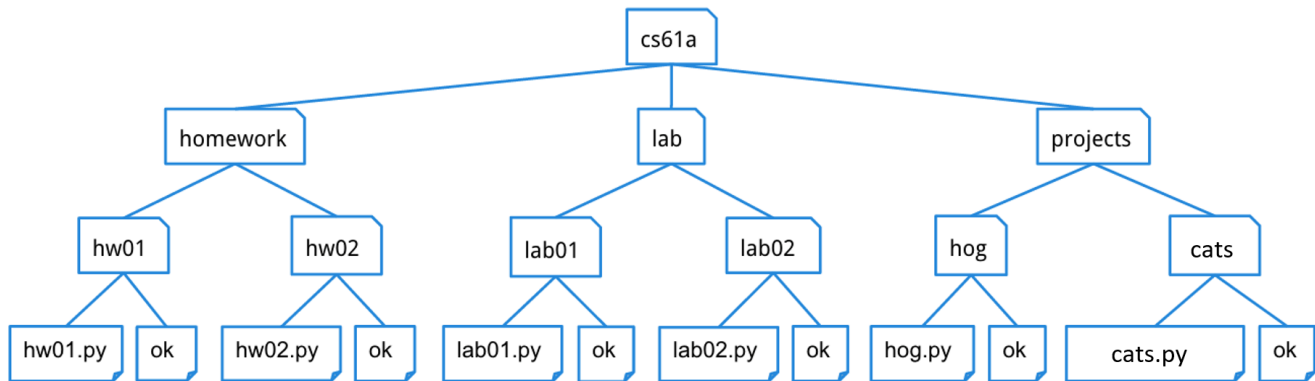 cs61a
homework lab projects
hw01 hw02 lab01 lab02 hog cats
hw01.py ok hw02.py ok lab01.py ok lab02.py ok hog.py ok cats.py ok